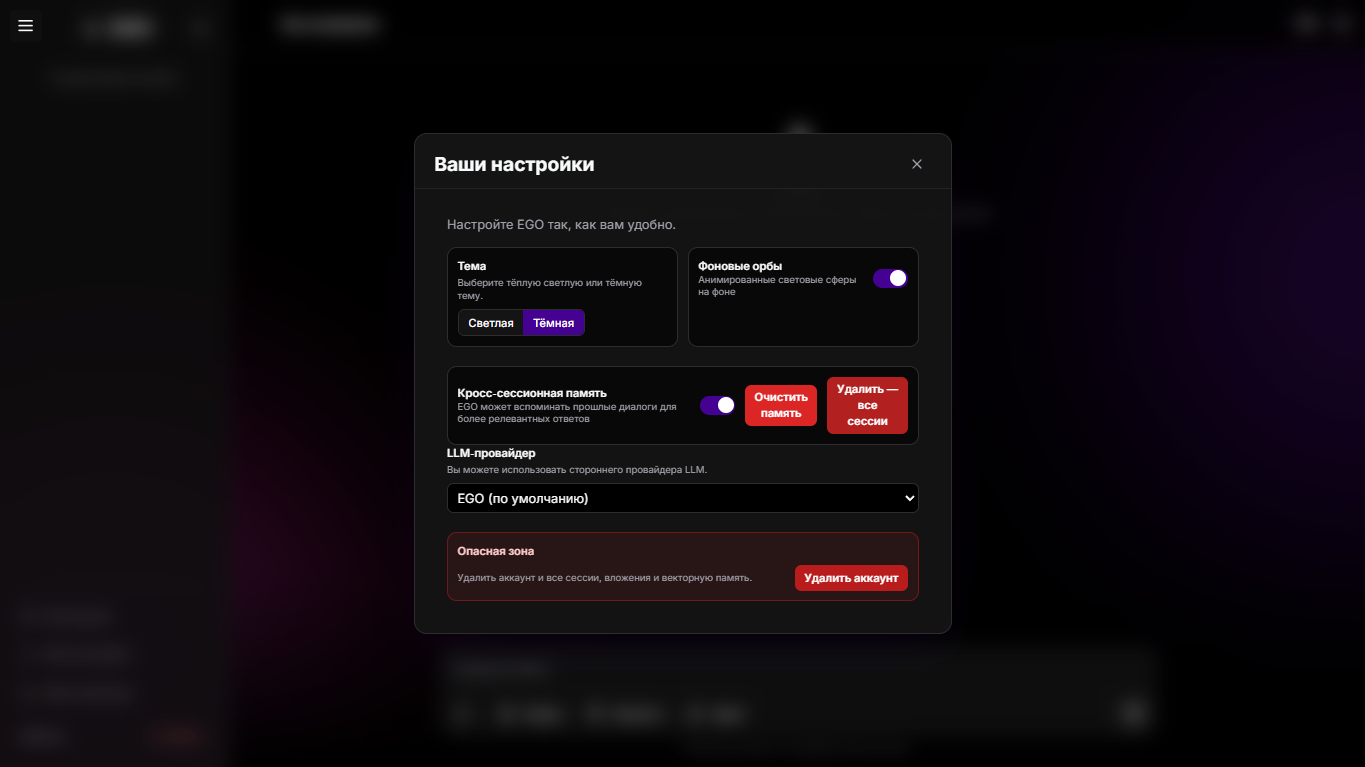 Ваши настройки
Настройте EGO так, как вам удобно.
Тема
Выберите тёплую светлую или тёмную
тему.
Светлая
Тёмная
Фоновые орбы
Анимированные световые сферы
на фоне
Кросс-сессионная память
EGO может вспоминать прошлые диалоги для
более релевантных ответов
Очистить
память
Удалить —
все
сессии
LLM-провайдер
Вы можете использовать стороннего провайдера LLM.
EGO (по умолчанию)
Опасная зона
Удалить аккаунт и все сессии, вложения и векторную память.
Удалить аккаунт